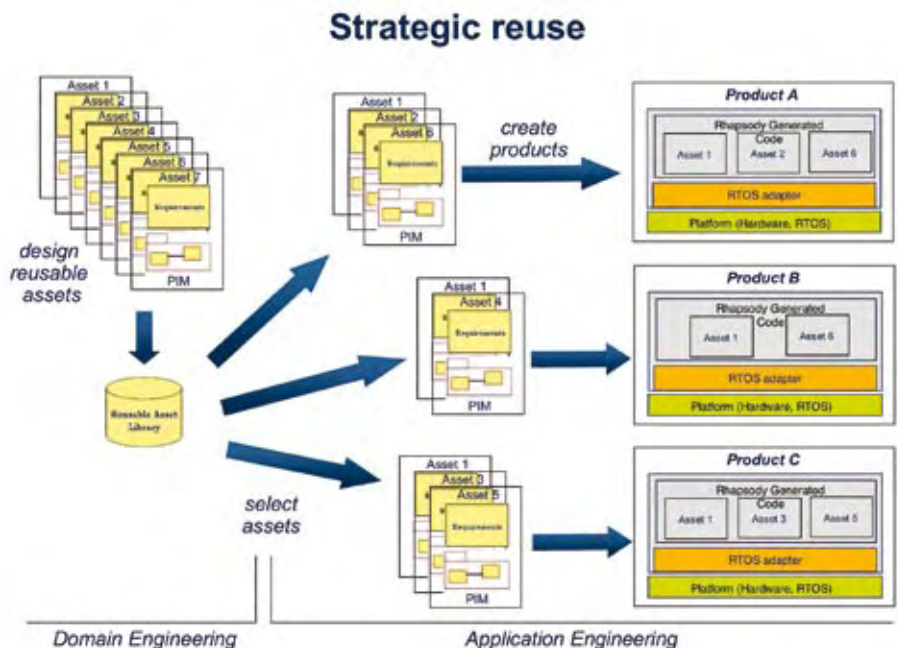 Strategic reuse
Asset 1
Asset 2
Asset 3
Asset 4
Asset 5
Asset 6
Asset 7
Requirements
PIM
design
reusable
assets
Reusable Asset
Library
select
assets
Asset 1
Asset 2
Asset 6
Requirements
PIM
create
products
Product A
Rhapsody Generated
Code
Asset 1
Asset 2
Asset 6
RTOS adapter
Platform (Hardware, RTOS)
Asset 1
Asset 4
Requirements
PIM
Product B
Rhapsody Generated
Code
Asset 1
Asset 6
RTOS adapter
Platform (Hardware, RTOS)
Asset 1
Asset 3
Asset 5
Requirements
PIM
Product C
Rhapsody Generated
Code
Asset 1
Asset 3
Asset 5
RTOS adapter
Platform (Hardware, RTOS)
Domain Engineering
Application Engineering